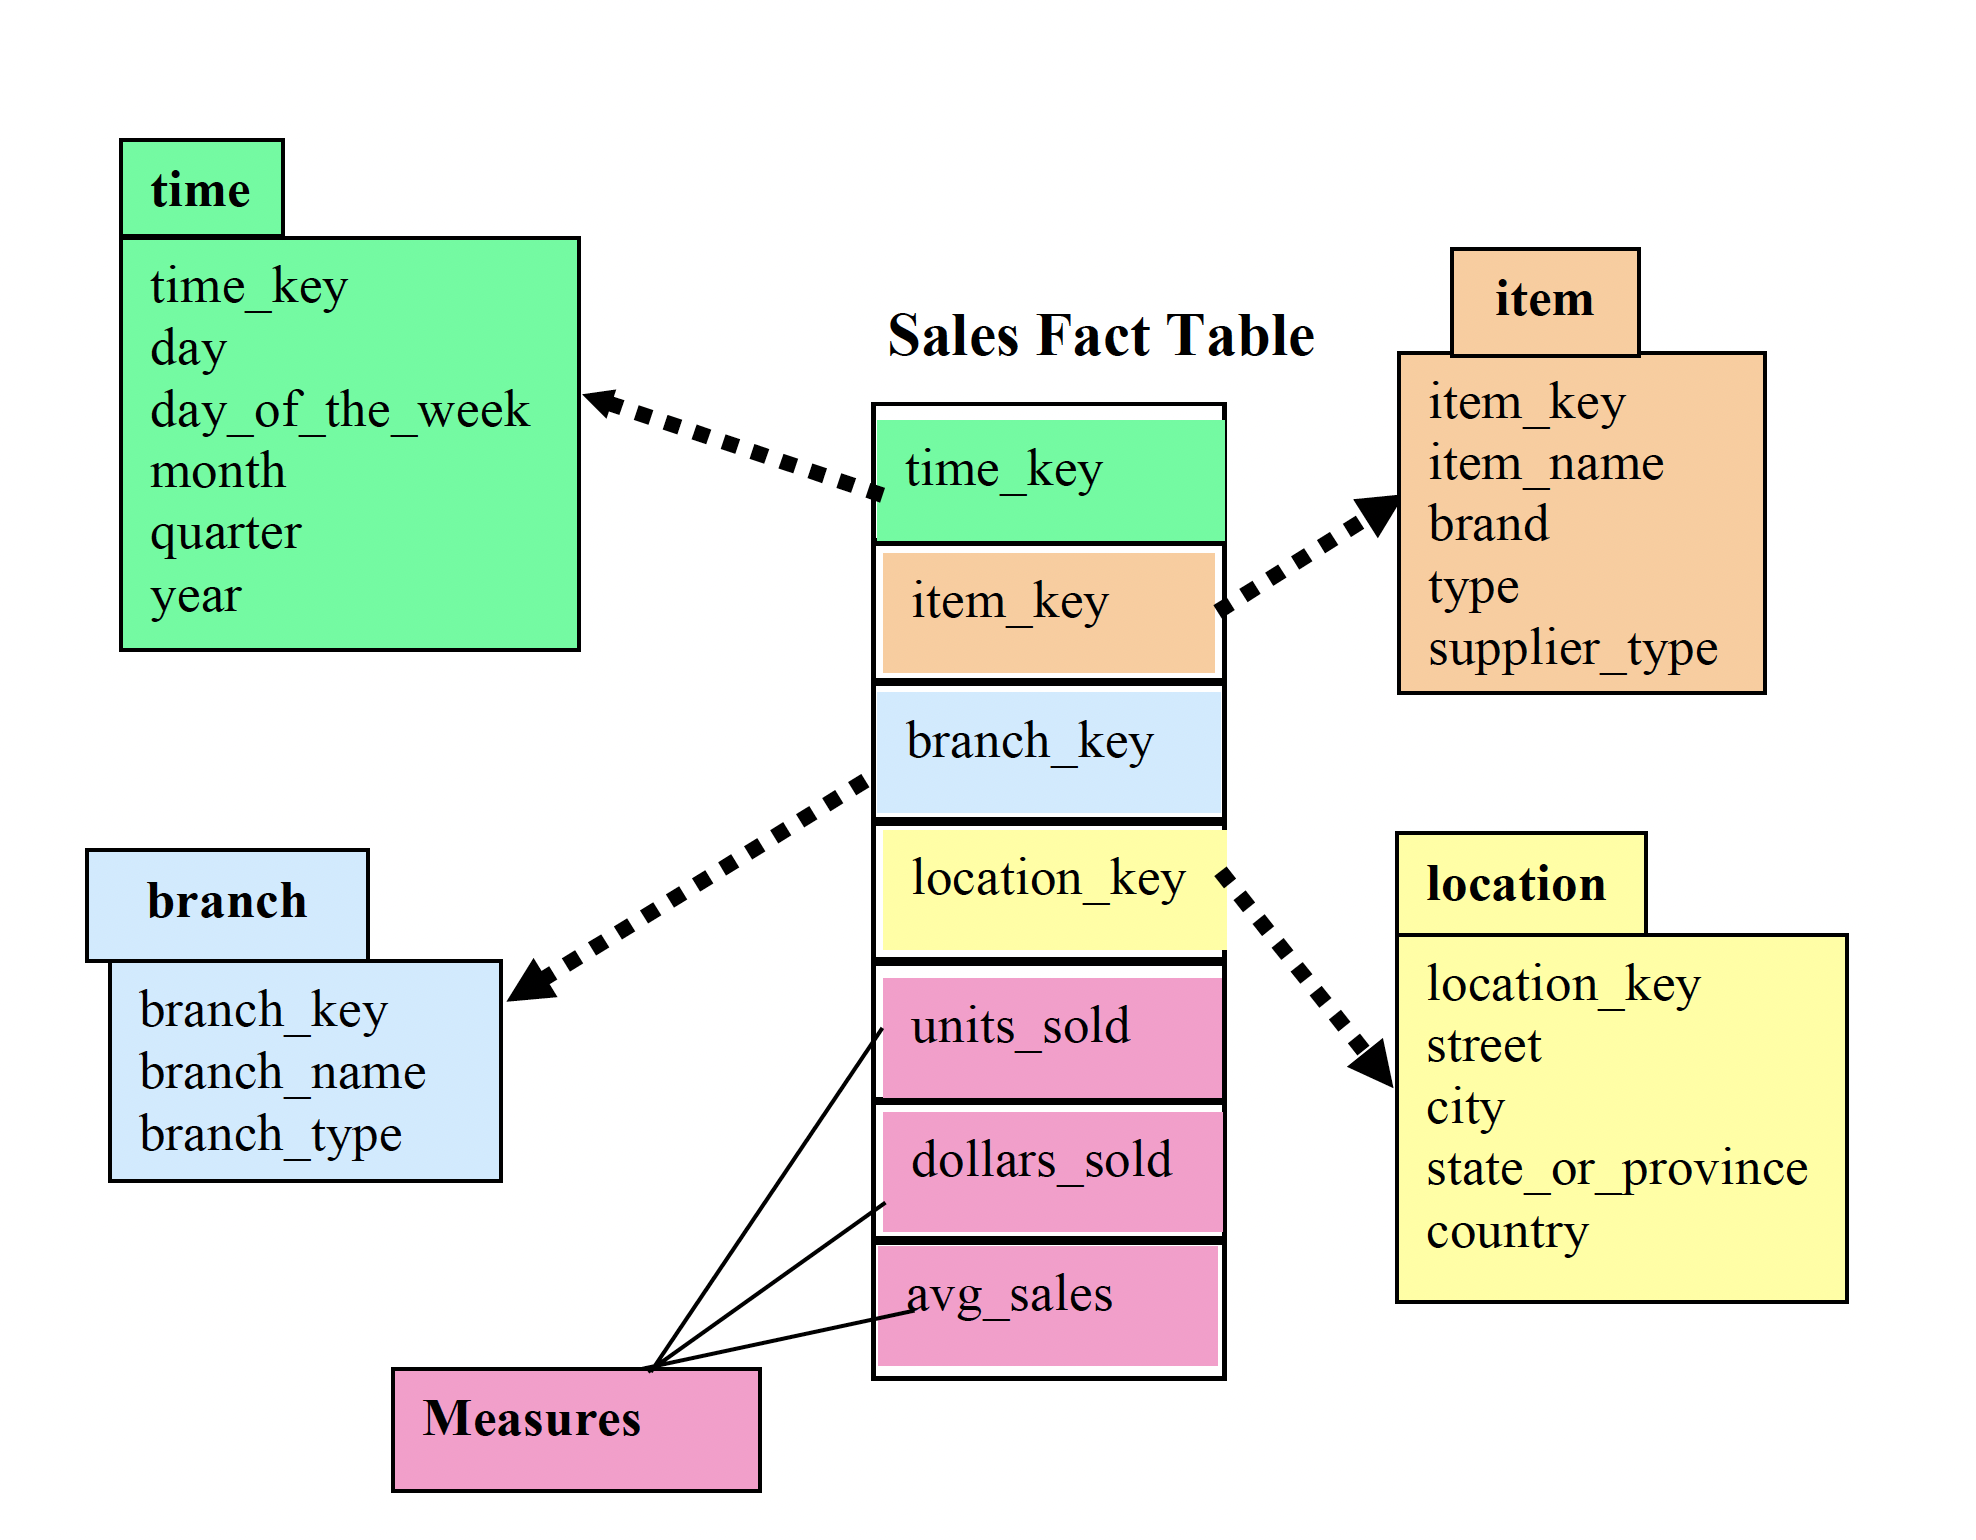 time
time_key
day
day_of_the_week
month
quarter
year
Sales Fact Table
time_key
item_key
branch_key
location_key
units_sold
dollars_sold
avg_sales
item
item_key
item_name
brand
type
supplier_type
branch
branch_key
branch_name
branch_type
location
location_key
street
city
state_or_province
country
Measures